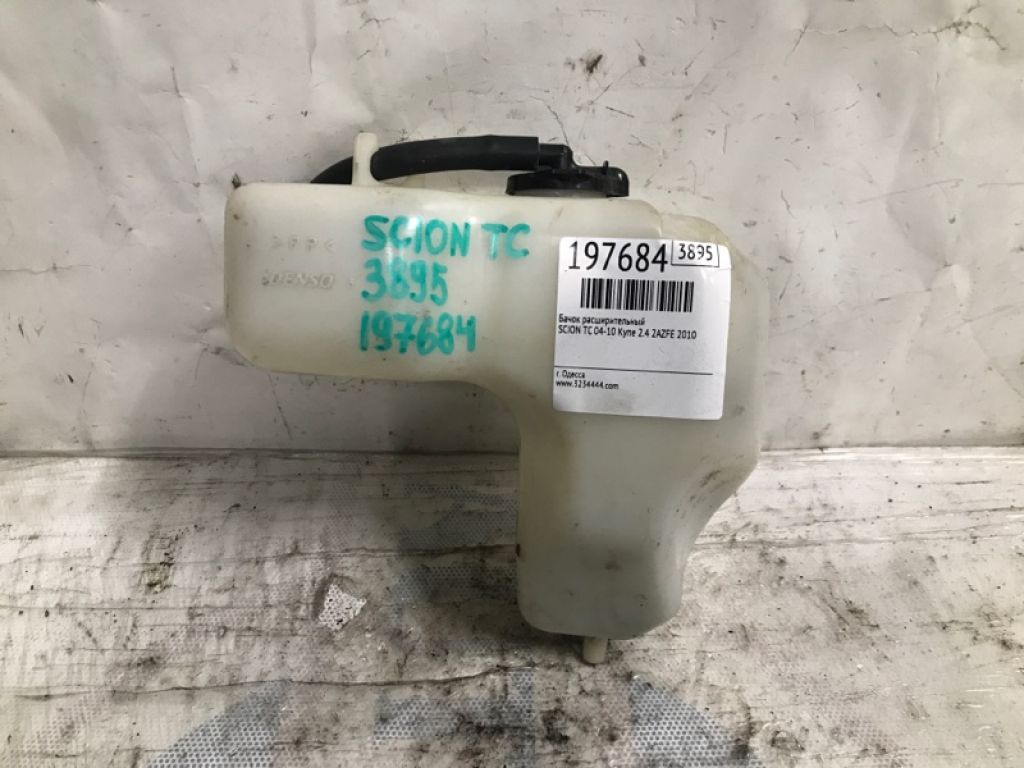 SCION TC
3895
197684
>PP<
DENSO
197684 3895
Бачок расширительный
SCION TC 04-10 Купе 2.4 2AZFE 2010
г. Одесса
www.3234444.com